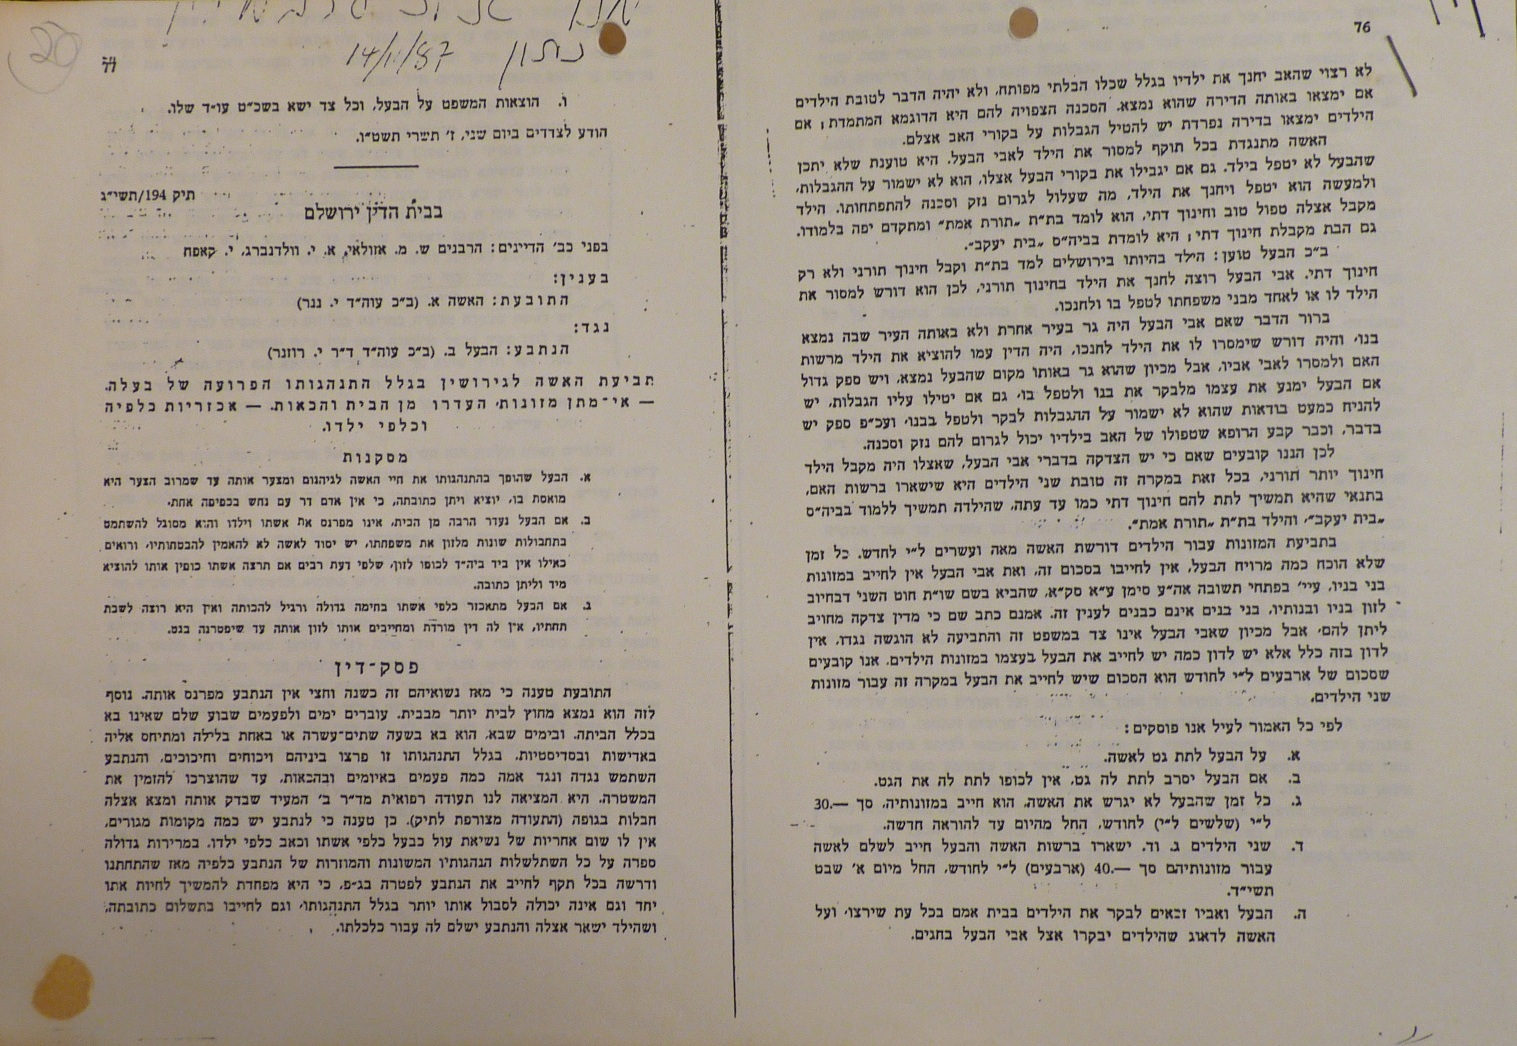 76
לא רצוי שהאב יחנך את ילדיו בגלל שכלו הבלתי מפותח, ולא יהיה הדבר לטובת הילדים
אם ימצאו באותה הדירה שהוא נמצא. הסכנה הצפויה להם היא הדוגמא המתמדת; אם
הילדים ימצאו בדירה נפרדת יש להטיל הגבלות על בקורי האב אצלם.
האשה מתנגדת בכל תוקף למסור את הילד לאבי הבעל. היא טוענת שלא יתכן
שהבעל לא יטפל בילד. גם אם יגבילו את בקורי הבעל אצלו, הוא לא ישמור על ההגבלות,
ולמעשה הוא יטפל ויחנך את הילד, מה שעלול לגרום נזק וסכנה להתפתחותו. הילד
מקבל אצלה טפול טוב וחינוך דתי, הוא לומד בת״ת ״תורת אמת״ ומתקדם יפה בלמודו.
גם הבת מקבלת חינוך דתי; היא לומדת בביה״ס ״בית יעקב״.
ב״כ הבעל טוען: הילד בהיותו בירושלים למד בת״ת וקבל חינוך תורני ולא רק
חינוך דתי. אבי הבעל רוצה לחנך את הילד בחינוך תורני, לכן הוא דורש למסור את
הילד לו או לאחד מבני משפחתו לטפל בו ולחנכו.
ברור הדבר שאם אבי הבעל היה גר בעיר אחרת ולא באותה העיר שבה נמצא
בנו, והיה דורש שימסרו לו את הילד לחנכו, היה הדין עמו להוציא את הילד מרשות
האם ולמסרו לאבי אביו, אבל מכיון שהוא גר באותו מקום שהבעל נמצא, ויש ספק גדול
אם הבעל ימנע את עצמו מלבקר את בנו ולטפל בו, גם אם יטילו עליו הגבלות, יש
להניח כמעט בודאות שהוא לא ישמור על ההגבלות לבקר ולטפל בבנו, ועכ״פ ספק יש
בדבר, וכבר קבע הרופא שטפולו של האב בילדיו יכול לגרום להם נזק וסכנה.
לכן הננו קובעים שאם כי יש הצדקה בדברי אבי הבעל, שאצלו היה מקבל הילד
חינוך יותר תורני, בכל זאת במקרה זה טובת שני הילדים היא שישארו ברשות האם,
בתנאי שהיא תמשיך לתת להם חינוך דתי כמו עד עתה, שהילדה תמשיך ללמוד בביה״ס
״בית יעקב״, והילד בת״ת ״תורת אמת״.
בתביעת המזונות עבור הילדים דורשת האשה מאה ועשרים ל״י לחדש. כל זמן
שלא הוכח כמה מרויח הבעל, אין לחייבו בסכום זה, ואת אבי הבעל אין לחייב במזונות
בני בניו, עיי׳ בפתחי תשובה אה״ע סימן ע״א סק״א, שהביא בשם שו״ת חוט השני דבחיוב
לזון בניו ובנותיו, בני בנים אינם כבנים לענין זה. אמנם כתב שם כי מדין צדקה מחויב
ליתן להם, אבל מכיון שאבי הבעל אינו צד במשפט זה והתביעה לא הוגשה נגדו, אין
לדון בזה כלל אלא יש לדון כמה יש לחייב את הבעל בעצמו במזונות הילדים. אנו קובעים
שסכום של ארבעים ל״י לחודש הוא הסכום שיש לחייב את הבעל במקרה זה עבור מזונות
שני הילדים.
לפי כל האמור לעיל אנו פוסקים:
א. על הבעל לתת גט לאשה.
ב. אם הבעל יסרב לתת לה גט, אין לכופו לתת לה את הגט.
ג. כל זמן שהבעל לא יגרש את האשה, הוא חייב במזונותיה, סך —.30
ל״י (שלשים ל״י) לחודש, החל מהיום עד להוראה חדשה.
ד. שני הילדים ג. וד. ישארו ברשות האשה והבעל חייב לשלם לאשה
עבור מזונותיהם סך —.40 (ארבעים) ל״י לחודש, החל מיום א׳ שבט
תשי״ד.
ה. הבעל ואביו זכאים לבקר את הילדים בבית אמם בכל עת שירצו, ועל
האשה לדאוג שהילדים יבקרו אצל אבי הבעל בחגים.
20
נתון 14/11/87
77
ו. הוצאות המשפט על הבעל, וכל צד ישא בשכ״ט עו״ד שלו.
הודע לצדדים ביום שני, ז׳ תשרי תשט״ו.
תיק 194/תשי״ג
בבית הדין ירושלם
בפני כב׳ הדיינים: הרבנים ש. מ. אזולאי, א. י. וולדנברג, י. קאפח
בענין:
התובעת: האשה א. (ב״כ עוה״ד י. גנר)
נגד:
הנתבע: הבעל ב. (ב״כ עוה״ד ד״ר י. רוזנר)
תביעת האשה לגירושין בגלל התנהגותו הפרועה של בעלה.
— אי־מתן מזונות, העדרו מן הבית והכאות. — אכזריות כלפיה
וכלפי ילדו.
מסקנות
א. הבעל שהופך בהתנהגותו את חיי האשה לגיהנום ומצער אותה עד שמרוב הצער היא
מואסת בו, יוציא ויתן כתובתה, כי אין אדם דר עם נחש בכפיפה אחת.
ב. אם הבעל נעדר הרבה מן הבית, אינו מפרנס את אשתו וילדו והוא מסוגל להשתמט
בתחבולות שונות מלזון את משפחתו, יש יסוד לאשה לא להאמין להבטחותיו, ורואים
כאילו אין ביד ביה״ד לכופו לזון, שלפי דעת רבים אם תרצה אשתו כופין אותו להוציא
מיד וליתן כתובה.
ג. אם הבעל מתאכזר כלפי אשתו בחימה גדולה ורגיל להכותה ואין היא רוצה לשבת
תחתיו, אין לה דין מורדת ומחייבים אותו לזון אותה עד שיפטרנה בגט.
פסק־דין
התובעת טענה כי מאז נשואיהם זה כשנה וחצי אין הנתבע מפרנס אותה. נוסף
לזה הוא נמצא מחוץ לבית יותר מבבית. עוברים ימים ולפעמים שבוע שלם שאינו בא
בכלל הביתה. ובימים שבא, הוא בא בשעה שתים־עשרה או באחת בלילה ומתיחס אליה
באדישות ובסדיסטיות. בגלל התנהגותו זו פרצו ביניהם ויכוחים וחיכוכים, והנתבע
השתמש נגדה ונגד אמה כמה פעמים באיומים ובהכאות, עד שהוצרכו להזמין את
המשטרה. היא המציאה לנו תעודה רפואית מד״ר ב׳ המעיד שבדק אותה ומצא אצלה
חבלות בגופה (התעודה מצורפת לתיק). כן טענה כי לנתבע יש כמה מקומות מגורים,
אין לו שום אחריות של נשיאת עול כבעל כלפי אשתו וכאב כלפי ילדו. במרירות גדולה
ספרה על כל השתלשלות הנהגותיו המשונות והמוזרות של הנתבע כלפיה מאז שהתחתנו
ודרשה בכל תקף לחייב את הנתבע לפטרה בג״פ, כי היא מפחדת להמשיך לחיות אתו
יחד וגם אינה יכולה לסבול אותו יותר בגלל התנהגותו, וגם לחייבו בתשלום כתובתה,
ושהילד ישאר אצלה והנתבע ישלם לה עבור כלכלתו.